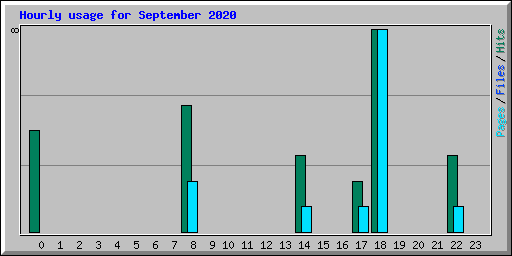 Hourly usage for September 2020
8
Pages/Files/Hits
0 1 2 3 4 5 6 7 8 9 10 11 12 13 14 15 16 17 18 19 20 21 22 23